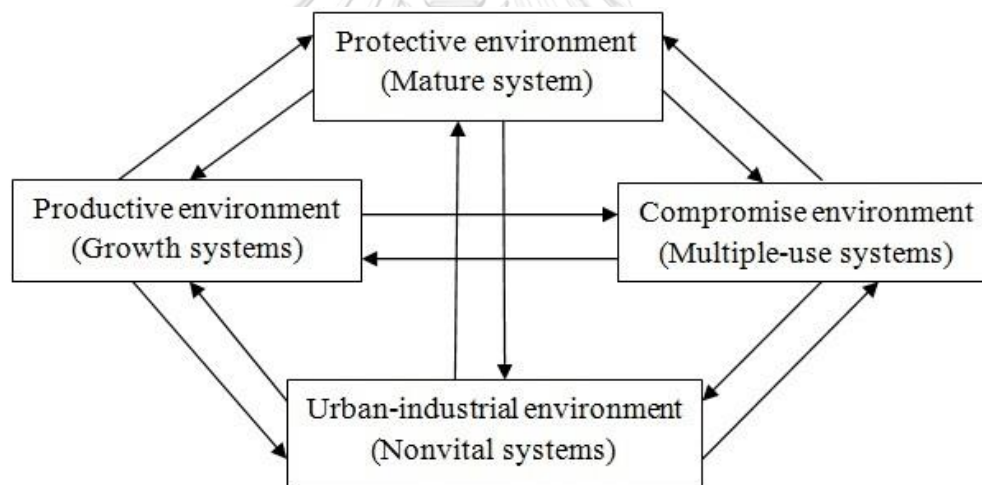 Protective environment
(Mature system)
Productive environment
(Growth systems)
Compromise environment
(Multiple-use systems)
Urban-industrial environment
(Nonvital systems)